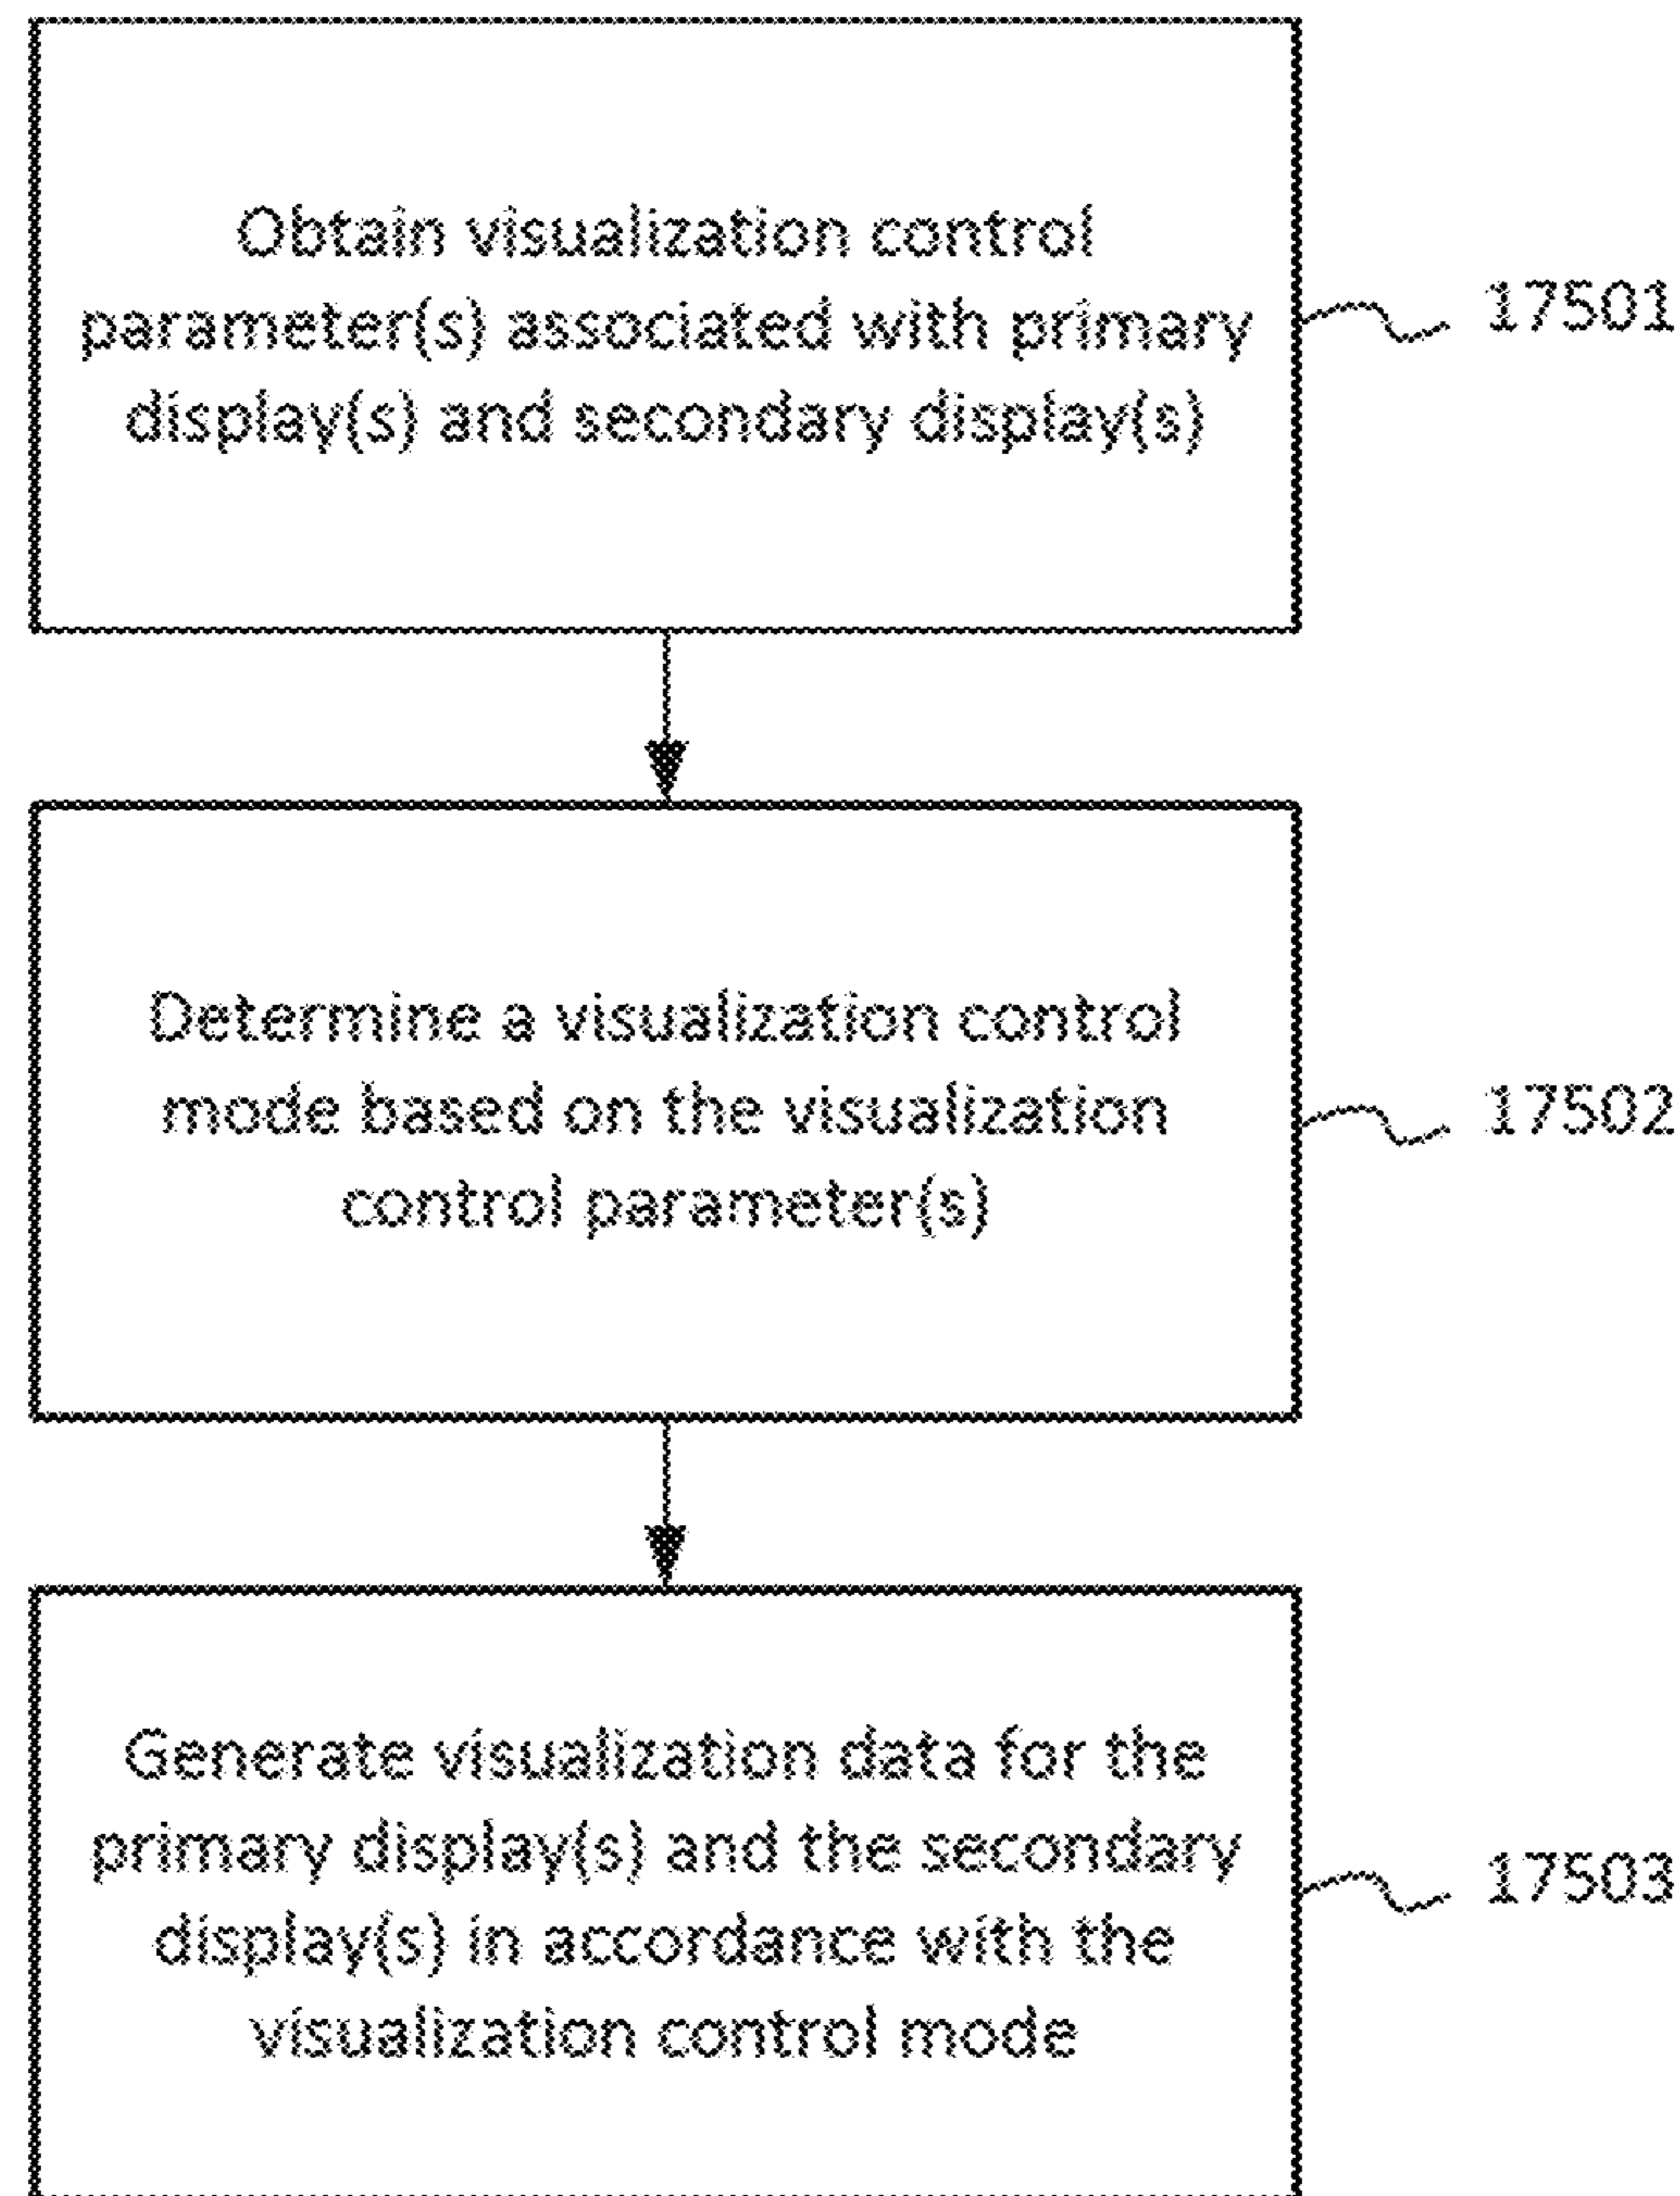 Obtain visualization control
parameter(s) associated with primary
display(s) and secondary display(s)
17501
Determine a visualization control
mode based on the visualization
control parameter(s)
17502
Generate visualization data for the
primary display(s) and the secondary
display(s) in accordance with the
visualization control mode
17503